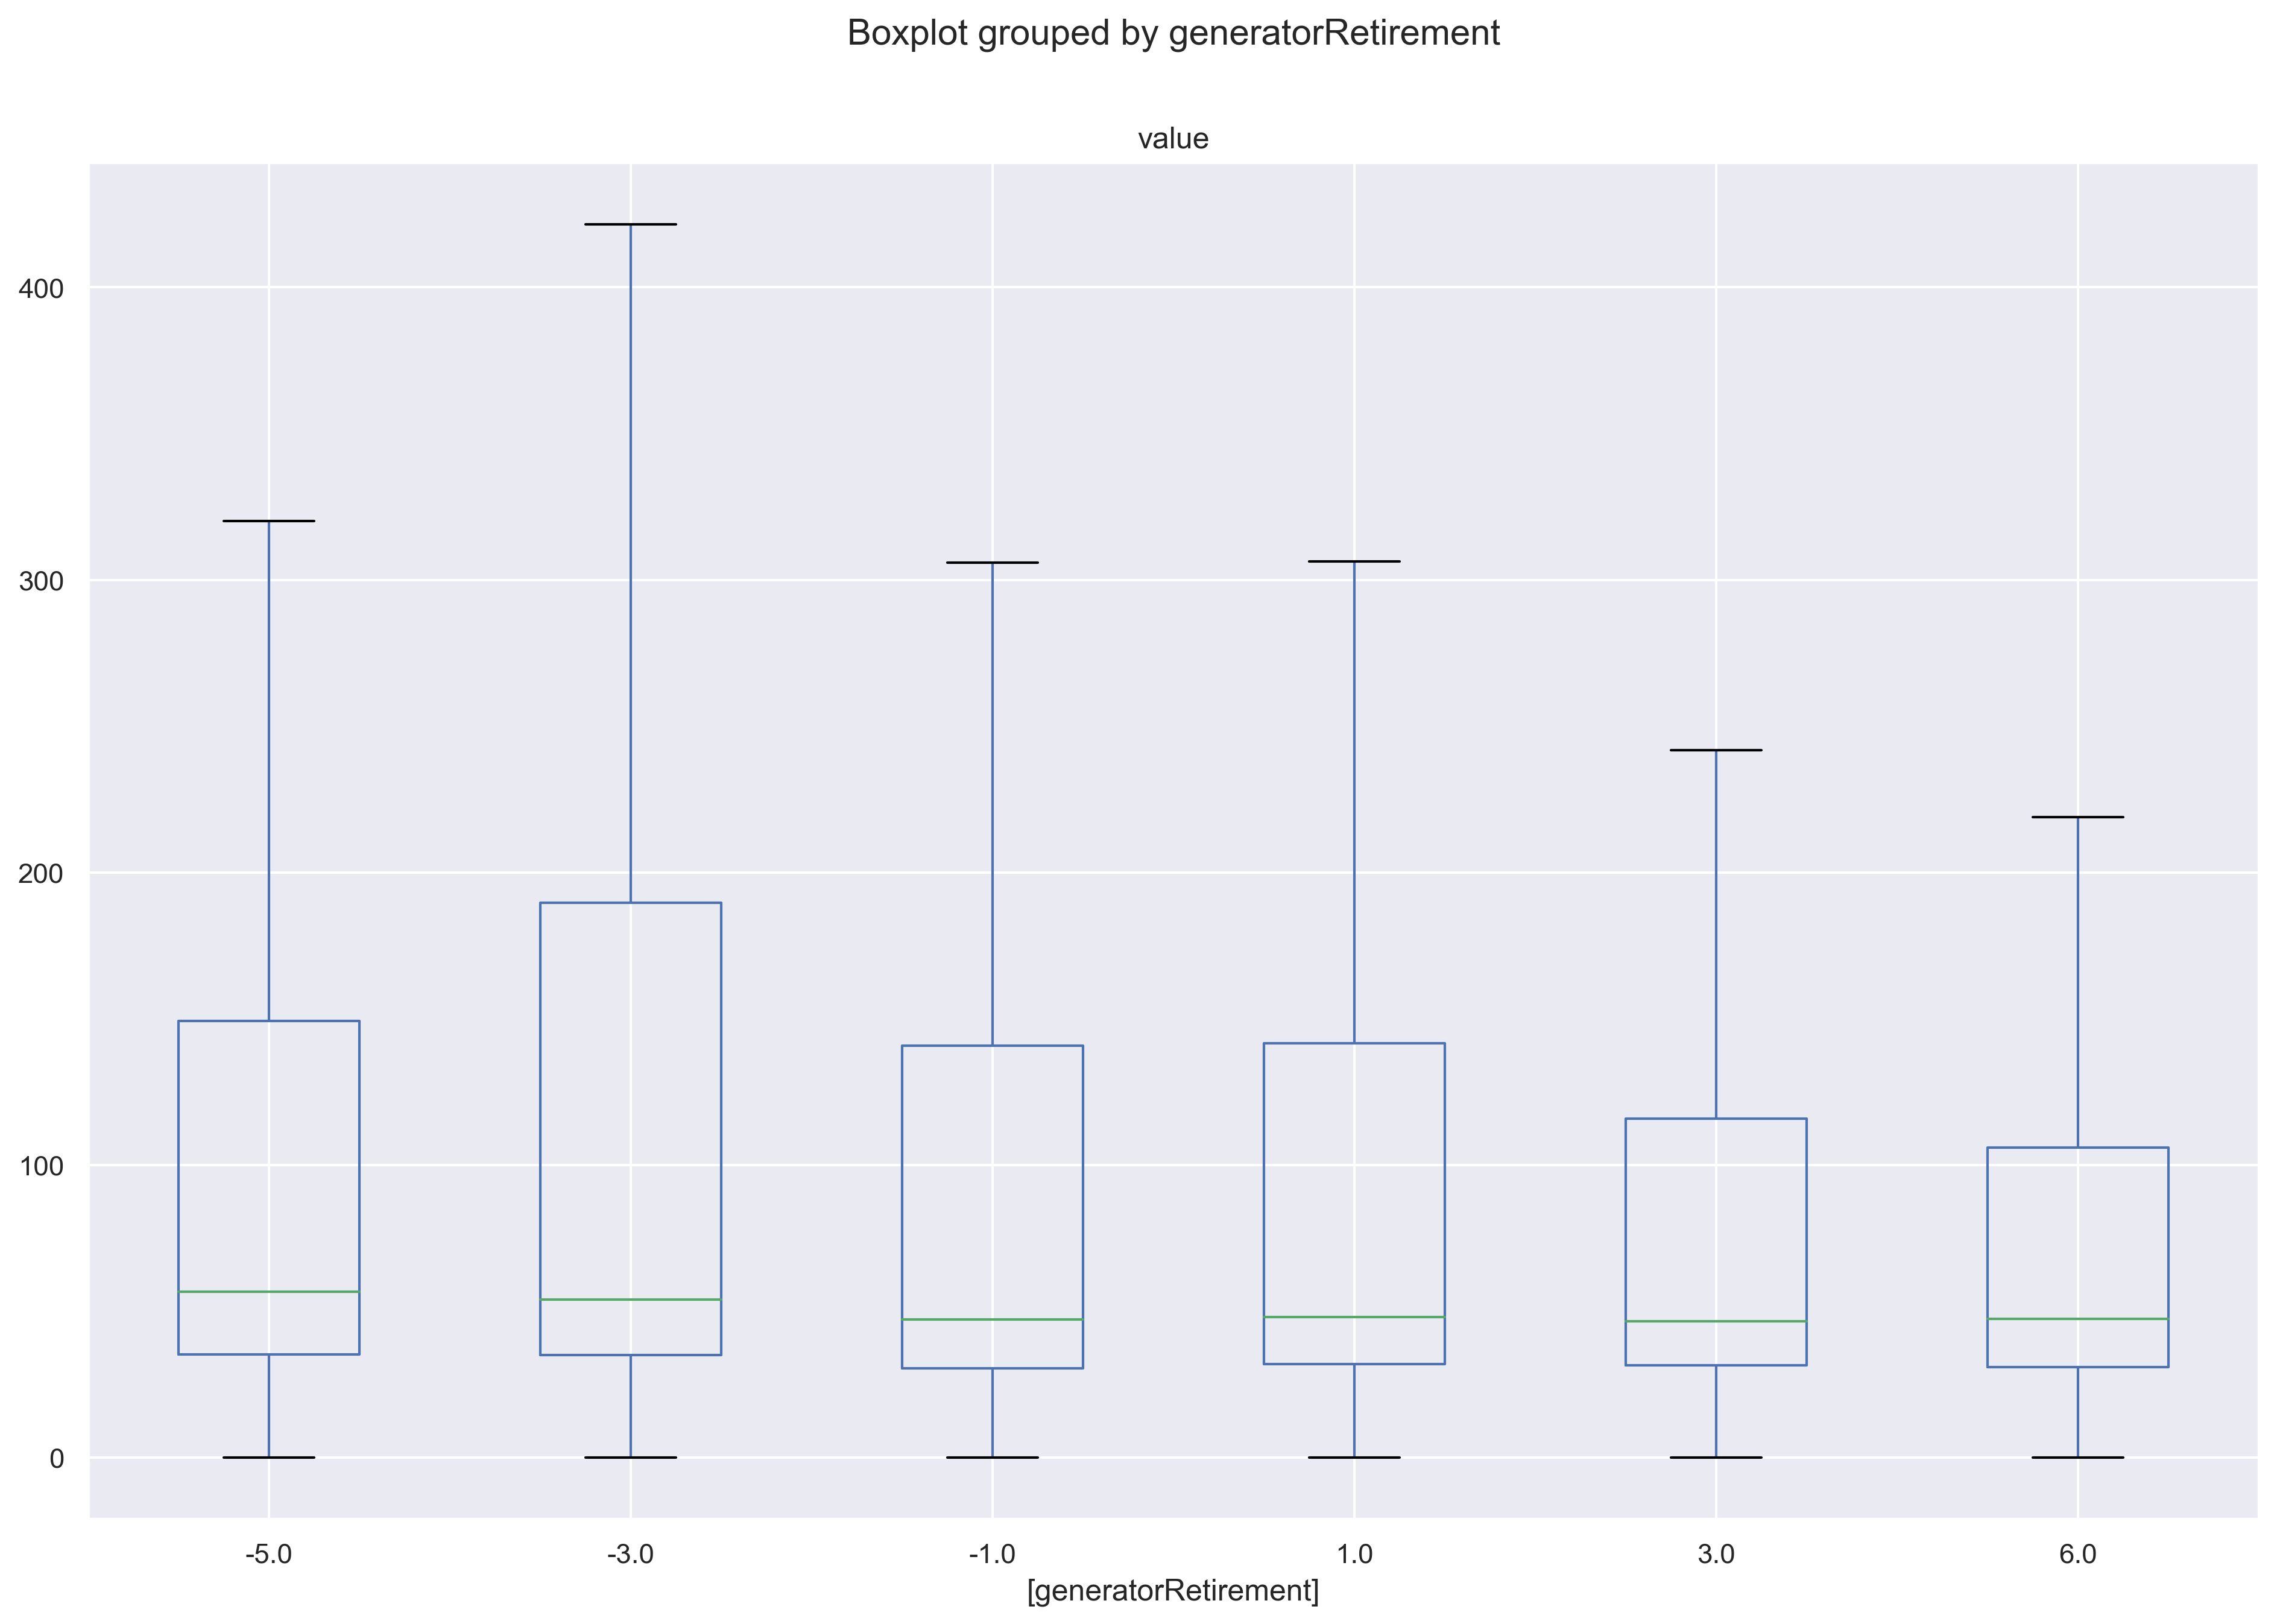 Boxplot grouped by generatorRetirement
value
400
300
200
100
0
-5.0 -3.0 -1.0 1.0 3.0 6.0
[generatorRetirement]